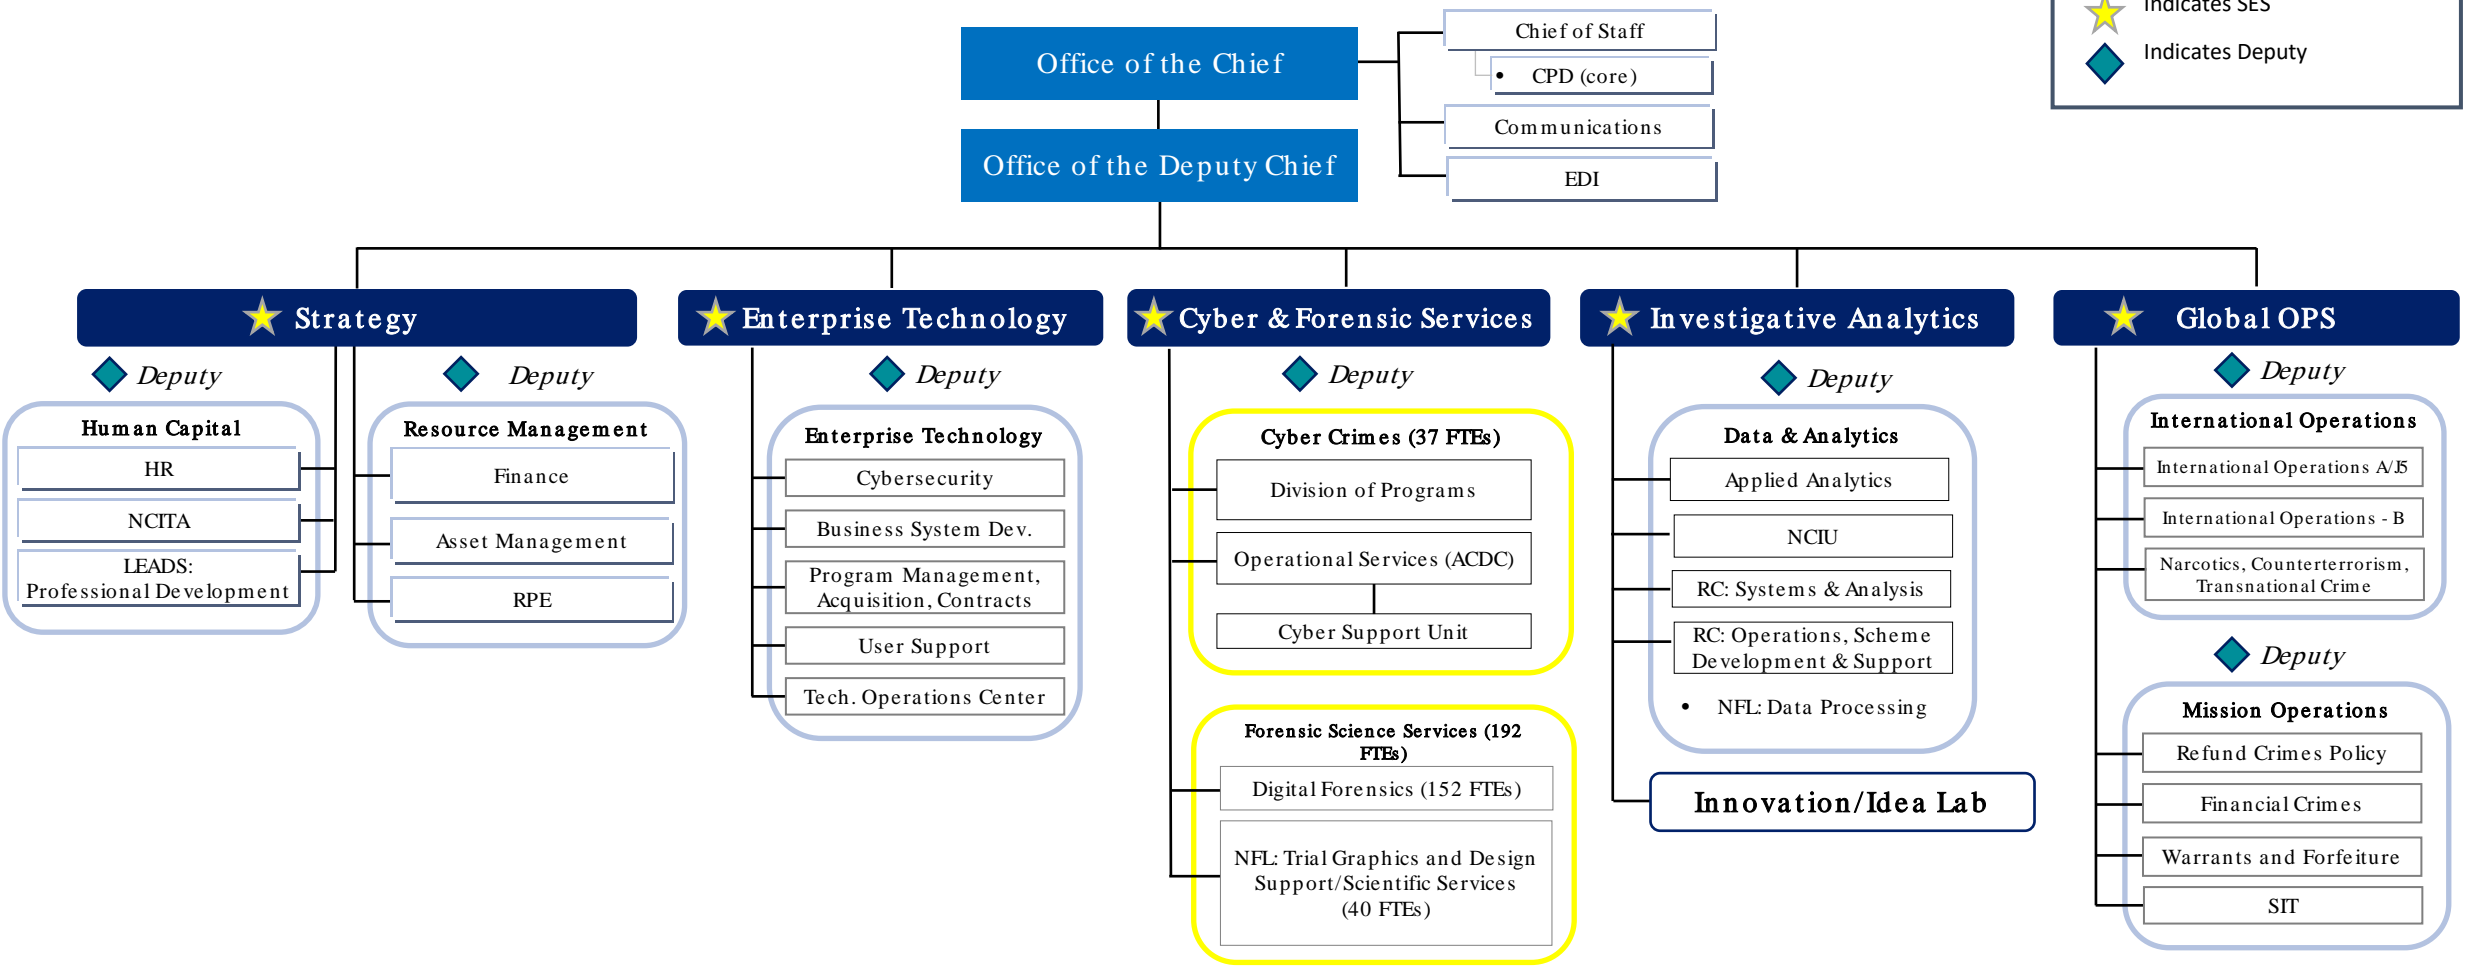 Indicates SES
Indicates Deputy
Office of the Chief
Chief of Staff
• CPD (core)
Communications
EDI
Office of the Deputy Chief
Strategy
Deputy
Human Capital
HR
NCITA
LEADS:
Professional Development
Deputy
Resource Management
Finance
Asset Management
RPE
Enterprise Technology
Deputy
Enterprise Technology
Cybersecurity
Business System Dev.
Program Management,
Acquisition, Contracts
User Support
Tech. Operations Center
Cyber & Forensic Services
Deputy
Cyber Crimes (37 FTEs)
Division of Programs
Operational Services (ACDC)
Cyber Support Unit
Forensic Science Services (192
FTEs)
Digital Forensics (152 FTEs)
NFL: Trial Graphics and Design
Support/Scientific Services
(40 FTEs)
Investigative Analytics
Deputy
Data & Analytics
Applied Analytics
NCIU
RC: Systems & Analysis
RC: Operations, Scheme
Development & Support
• NFL: Data Processing
Innovation/Idea Lab
Global OPS
Deputy
International Operations
International Operations A/J5
International Operations - B
Narcotics, Counterterrorism,
Transnational Crime
Deputy
Mission Operations
Refund Crimes Policy
Financial Crimes
Warrants and Forfeiture
SIT